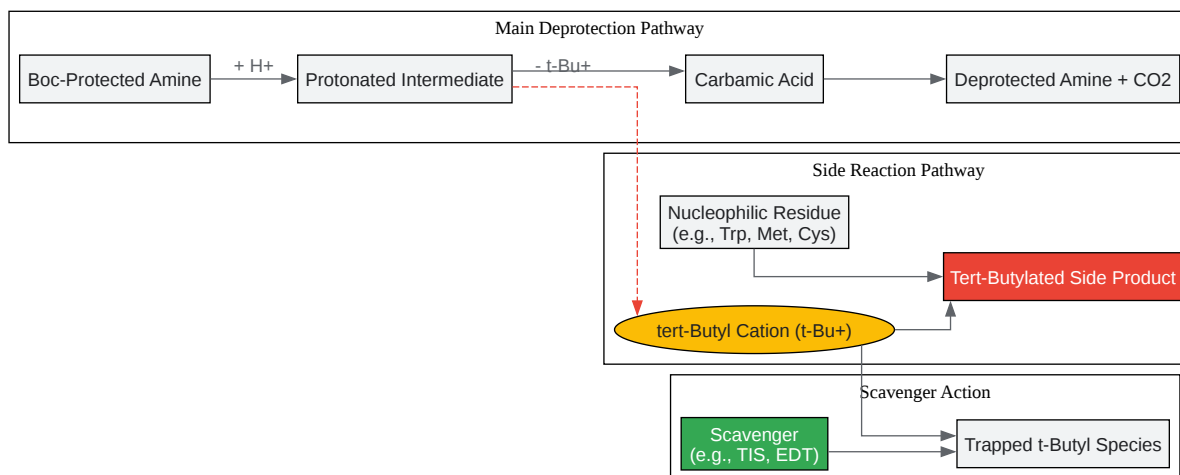 Main Deprotection Pathway
Boc-Protected Amine
+ H+
Protonated Intermediate
- t-Bu+
Carbamic Acid
Deprotected Amine + CO2
Side Reaction Pathway
Nucleophilic Residue
(e.g., Trp, Met, Cys)
Tert-Butylated Side Product
tert-Butyl Cation (t-Bu+)
Scavenger Action
Scavenger
(e.g., TIS, EDT)
Trapped t-Butyl Species